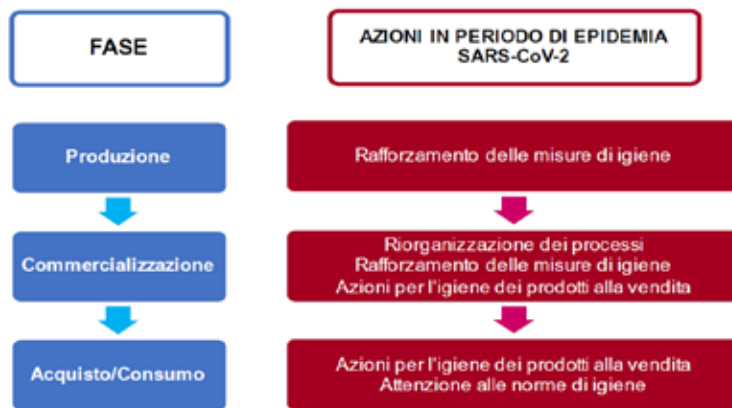 FASE
AZIONI IN PERIODO DI EPIDEMIA
SARS-CoV-2
Produzione
Rafforzamento delle misure di igiene
Commercializzazione
Riorganizzazione dei processi
Rafforzamento delle misure di igiene
Azioni per l'igiene dei prodotti alla vendita
Acquisto/Consumo
Azioni per l'igiene dei prodotti alla vendita
Attenzione alle norme di igiene